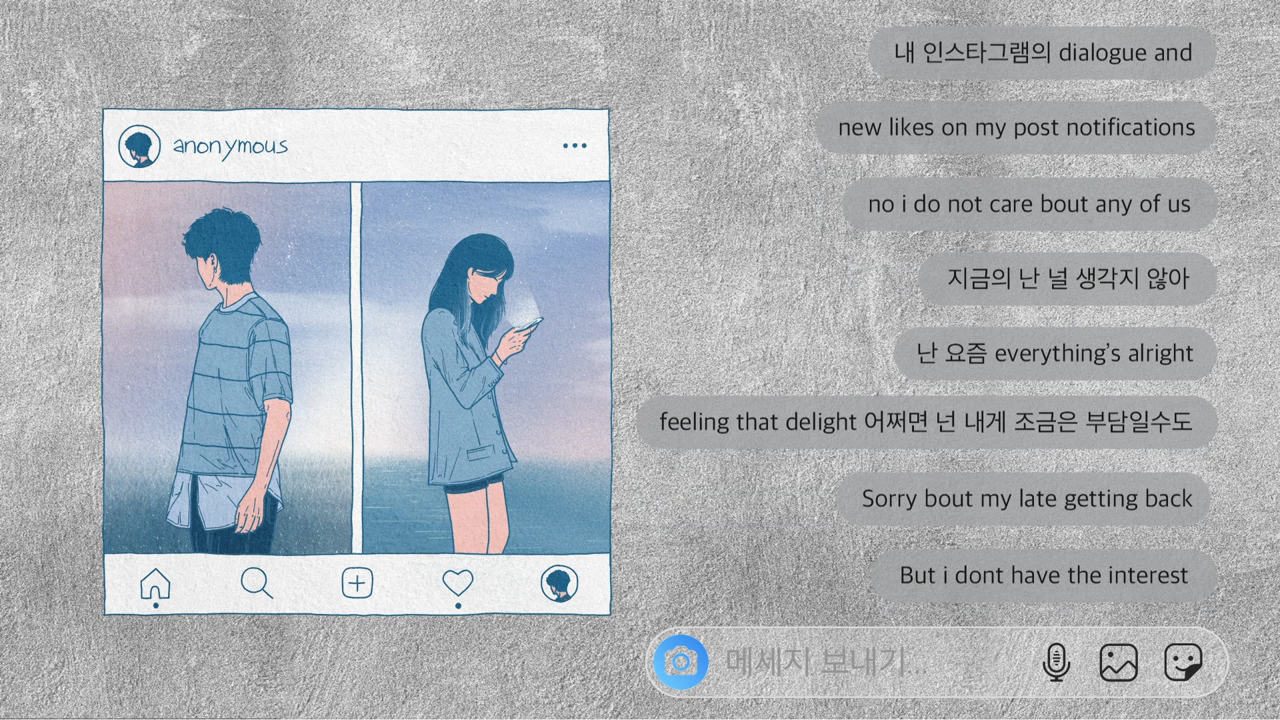 anonymous
내 인스타그램의 dialogue and
new likes on my post notifications
no i do not care bout any of us
지금의 난 널 생각지 않아
난 요즘 everything's alright
feeling that delight 어쩌면 넌 내게 조금은 부담일수도
Sorry bout my late getting back
But i dont have the interest
메세지 보내기...